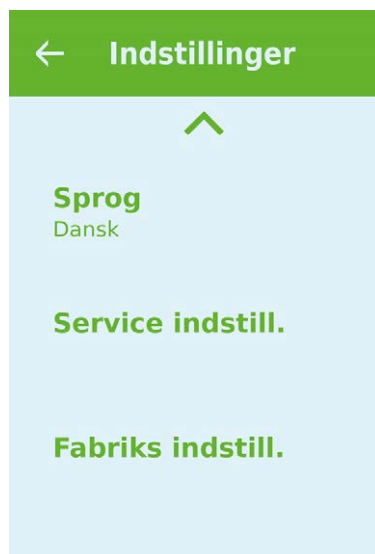 Indstillinger
Sprog
Dansk
Service indstill.
Fabriks indstill.